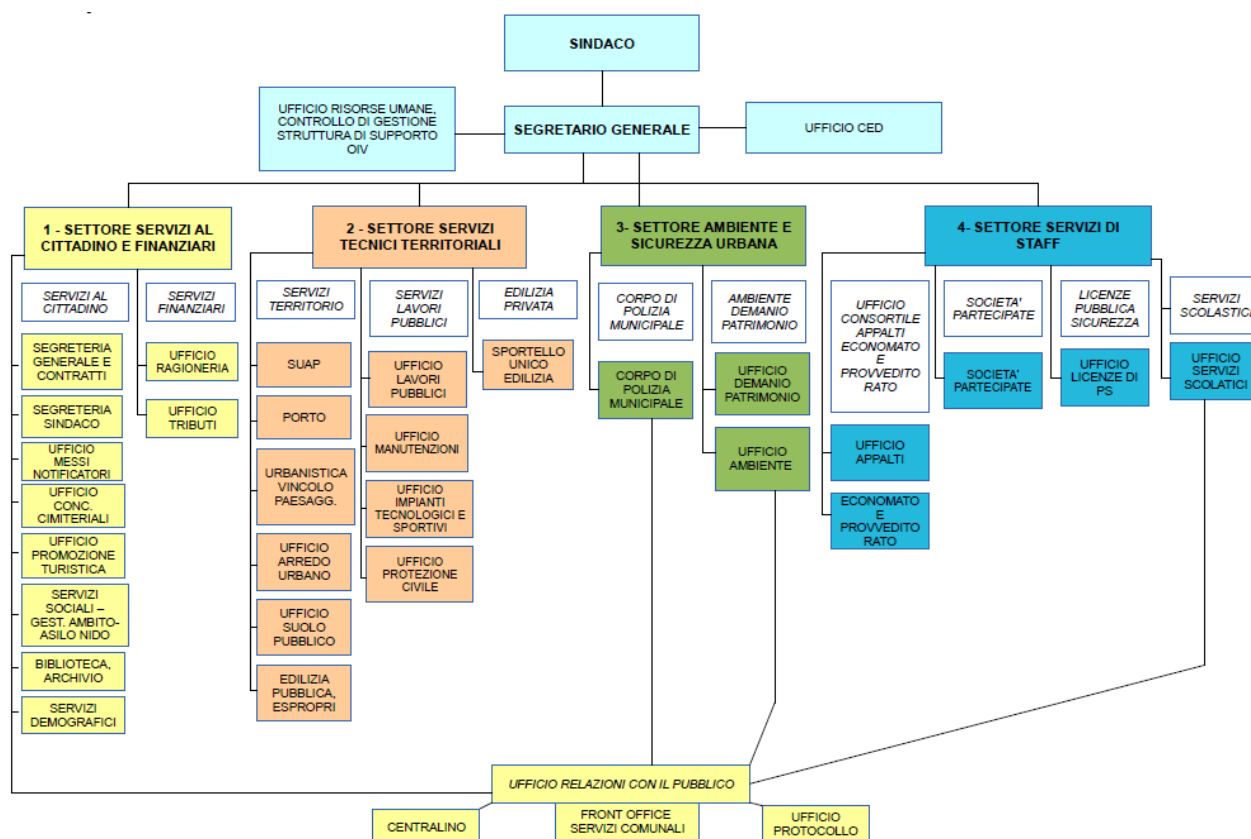 -
SINDACO
UFFICIO RISORSE UMANE,
CONTROLLO DI GESTIONE
STRUTTURA DI SUPPORTO
OIV
SEGRETARIO GENERALE
UFFICIO CED
1 - SETTORE SERVIZI AL
CITTADINO E FINANZIARI
2 - SETTORE SERVIZI
TECNICI TERRITORIALI
3- SETTORE AMBIENTE E
SICUREZZA URBANA
4- SETTORE SERVIZI DI
STAFF
SERVIZI AL
CITTADINO
SERVIZI
FINANZIARI
SERVIZI
TERRITORIO
SERVIZI
LAVORI
PUBBLICI
EDILIZIA
PRIVATA
CORPO DI
POLIZIA
MUNICIPALE
AMBIENTE
DEMANIO
PATRIMONIO
UFFICIO
CONSORTILE
APPALTI
ECONOMATO
E
PROVVEDITO
RATO
SOCIETA'
PARTECIPATE
LICENZE
PUBBLICA
SICUREZZA
SERVIZI
SCOLASTICI
SEGRETERIA
GENERALE E
CONTRATTI
SEGRETERIA
SINDACO
UFFICIO
MESSI
NOTIFICATORI
UFFICIO
CONC.
CIMITERIALI
UFFICIO
PROMOZIONE
TURISTICA
SERVIZI
SOCIALI –
GEST. AMBITO-
ASILO NIDO
BIBLIOTECA,
ARCHIVIO
SERVIZI
DEMOGRAFICI
UFFICIO
RAGIONERIA
UFFICIO
TRIBUTI
SUAP
PORTO
URBANISTICA
VINCOLO
PAESAGG.
UFFICIO
ARREDO
URBANO
UFFICIO
SUOLO
PUBBLICO
EDILIZIA
PUBBLICA,
ESPROPRI
UFFICIO
LAVORI
PUBBLICI
UFFICIO
MANUTENZIONI
UFFICIO
IMPIANTI
TECNOLOGICI E
SPORTIVI
UFFICIO
PROTEZIONE
CIVILE
SPORTELLO
UNICO
EDILIZIA
CORPO DI
POLIZIA
MUNICIPALE
UFFICIO
DEMANIO
PATRIMONIO
UFFICIO
AMBIENTE
UFFICIO
APPALTI
ECONOMATO
E
PROVVEDITO
RATO
SOCIETA'
PARTECIPATE
UFFICIO
LICENZE DI
PS
UFFICIO
SERVIZI
SCOLATICI
UFFICIO RELAZIONI CON IL PUBBLICO
CENTRALINO
FRONT OFFICE
SERVIZI COMUNALI
UFFICIO
PROTOCOLLO